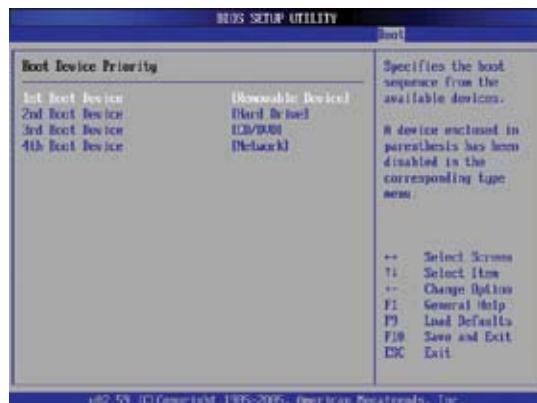 BIOS SETUP UTILITY
Boot
Boot Device Priority
1st Boot Device [Removable Device]
2nd Boot Device [Hard Drive]
3rd Boot Device [CD/DVD]
4th Boot Device [Network]
Specifies the boot
sequence from the
available devices.
A device enclosed in
parenthesis has been
disabled in the
corresponding type
menu.
↔ Select Screen
↑↓ Select Item
+- Change Option
F1 General Help
F9 Load Defaults
F10 Save and Exit
ESC Exit
v02.59 (C)Copyright 1985-2005, American Megatrends, Inc.